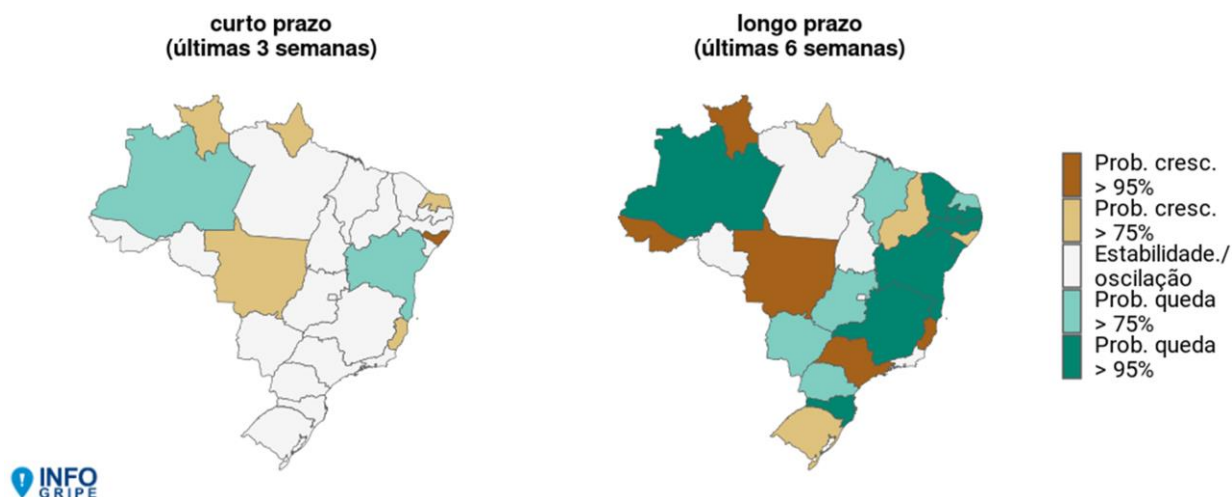 curto prazo
(últimas 3 semanas)
longo prazo
(últimas 6 semanas)
Prob. cresc.
> 95%
Prob. cresc.
> 75%
Estabilidade./
oscilação
Prob. queda
> 75%
Prob. queda
> 95%
INFO
GRIPE